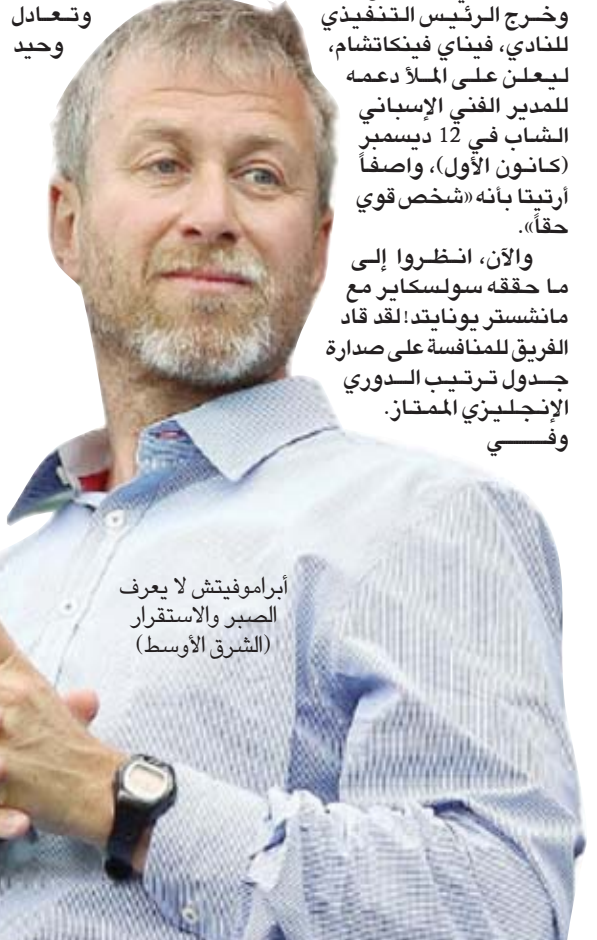 وخرج الرئيس التنفيذي
للنادي، فيناي فينكاتشام،
ليعلن على الملأ دعمه
للمدير الفني الإسباني
الشاب في 12 ديسمبر
(كانون الأول)، واصفاً
أرتيتا بأنه «شخص قوي
حقاً».
والآن، انظروا إلى
ما حققه سولسكاير مع
مانشستر يونايتد! لقد قاد
الفريق للمنافسة على صدارة
جدول ترتيب الدوري
الإنجليزي الممتاز.
وفي
وتعادل
وحيد
أبراموفيتش لا يعرف
الصبر والاستقرار
(الشرق الأوسط)